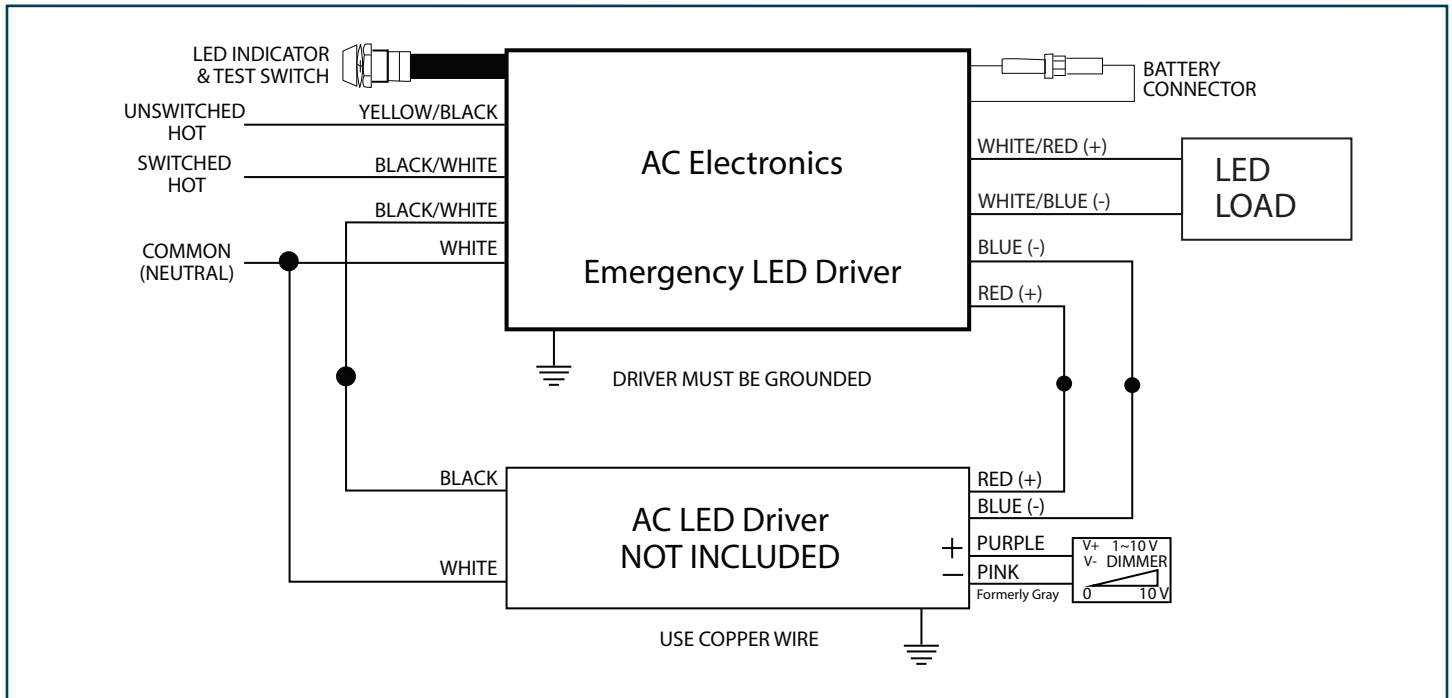 LED INDICATOR
& TEST SWITCH
UNSWITCHED
HOT
YELLOW/BLACK
SWITCHED
HOT
BLACK/WHITE
BLACK/WHITE
COMMON
(NEUTRAL)
WHITE
AC Electronics
Emergency LED Driver
BATTERY
CONNECTOR
WHITE/RED (+)
WHITE/BLUE (-)
LED
LOAD
BLUE (-)
RED (+)
DRIVER MUST BE GROUNDED
BLACK
WHITE
AC LED Driver
NOT INCLUDED
RED (+)
BLUE (-)
+ PURPLE
— PINK
Formerly Gray
V+ 1~10 V
V- DIMMER
0 10 V
USE COPPER WIRE